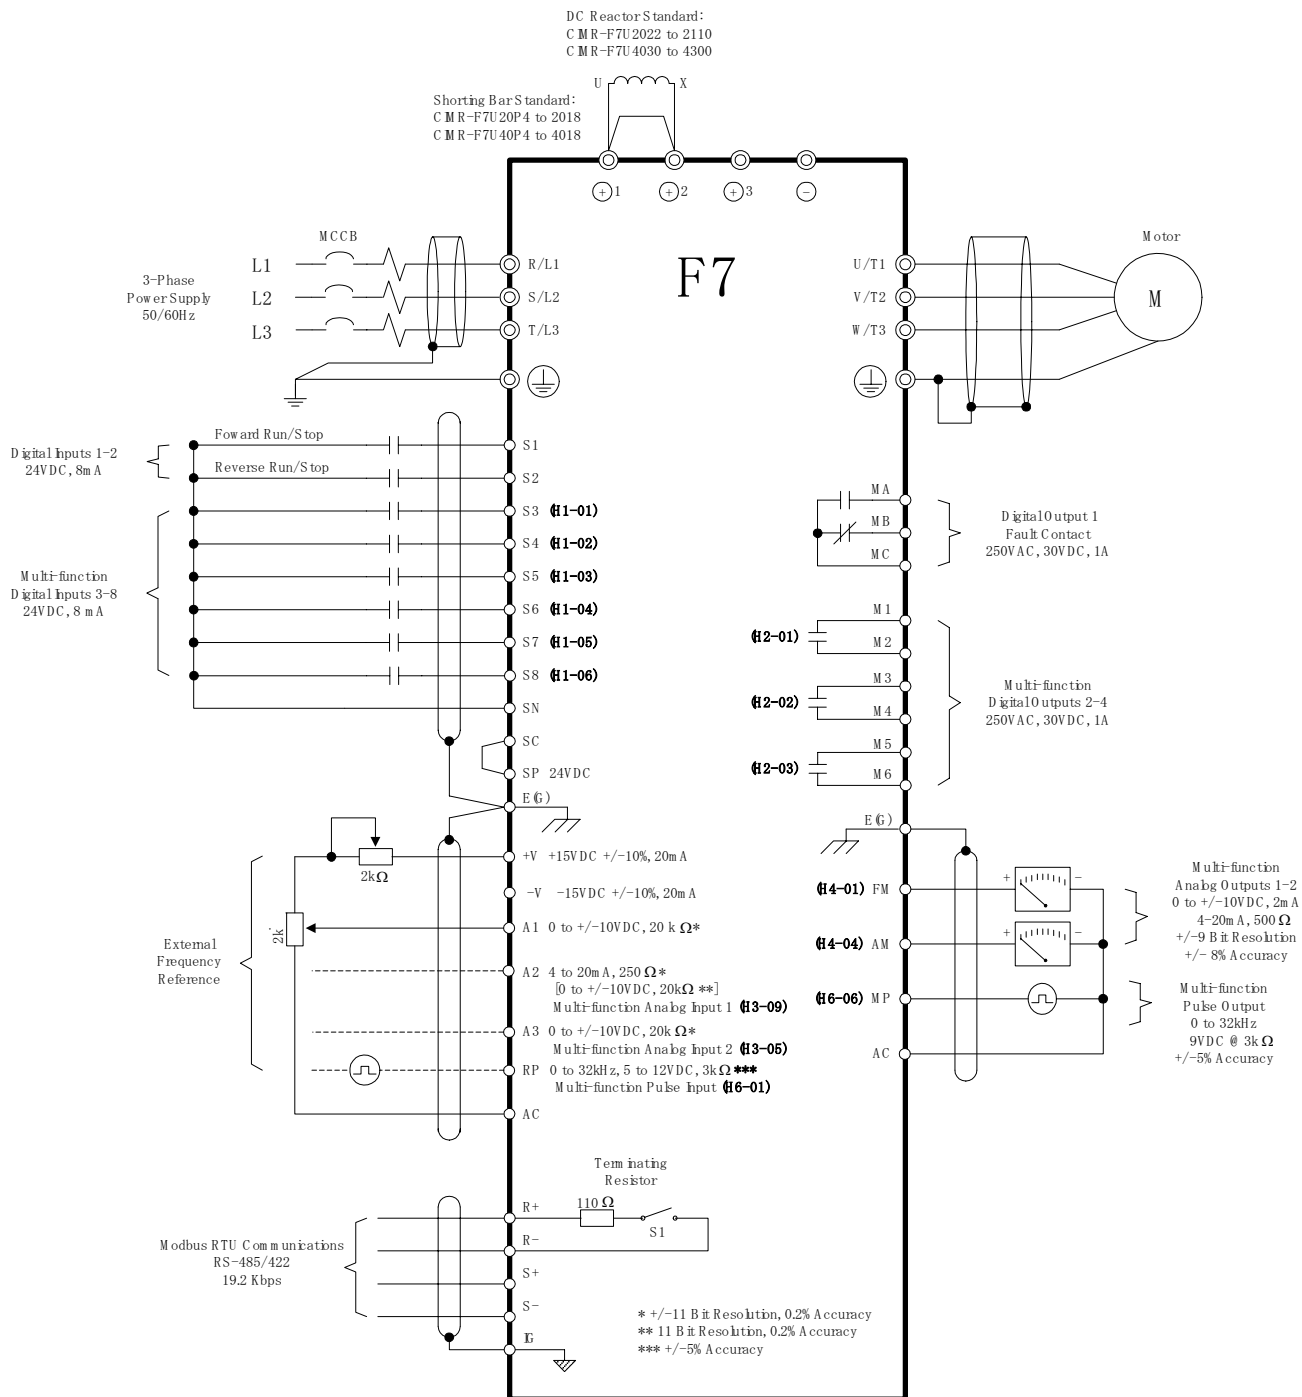 DC Reactor Standard:
CIMR-F7U2022 to 2110
CIMR-F7U4030 to 4300
U
X
Shorting Bar Standard:
CIMR-F7U20P4 to 2018
CIMR-F7U40P4 to 4018
+1
+2
+3
−
MCCB
3-Phase
Power Supply
50/60Hz
L1
L2
L3
R/L1
S/L2
T/L3
F7
U/T1
V/T2
W/T3
Motor
M
Digital Inputs 1-2
24VDC, 8mA
Foward Run/Stop
Reverse Run/Stop
S1
S2
S3 (H1-01)
S4 (H1-02)
S5 (H1-03)
S6 (H1-04)
S7 (H1-05)
S8 (H1-06)
SN
SC
SP 24VDC
E(G)
Multi-function
Digital Inputs 3-8
24VDC, 8 mA
MA
MB
MC
Digital Output 1
Fault Contact
250VAC, 30VDC, 1A
(H2-01)
M1
M2
(H2-02)
M3
M4
(H2-03)
M5
M6
Multi-function
Digital Outputs 2-4
250VAC, 30VDC, 1A
E(G)
2kΩ
2k
External
Frequency
Reference
+V +15VDC +/-10%, 20mA
-V -15VDC +/-10%, 20mA
A1 0 to +/-10VDC, 20 kΩ*
A2 4 to 20mA, 250 Ω*
[0 to +/-10VDC, 20kΩ **]
Multi-function Analog Input 1 (H3-09)
A3 0 to +/-10VDC, 20k Ω*
Multi-function Analog Input 2 (H3-05)
RP 0 to 32kHz, 5 to 12VDC, 3kΩ ***
Multi-function Pulse Input (H6-01)
AC
(H4-01) FM
+
-
(H4-04) AM
+
-
(H6-06) MP
AC
Multi-function
Analog Outputs 1-2
0 to +/-10VDC, 2mA
4-20mA, 500 Ω
+/-9 Bit Resolution
+/- 8% Accuracy
Multi-function
Pulse Output
0 to 32kHz
9VDC @ 3k Ω
+/-5% Accuracy
Terminating
Resistor
110 Ω
S1
Modbus RTU Communications
RS-485/422
19.2 Kbps
R+
R-
S+
S-
IG
* +/-11 Bit Resolution, 0.2% Accuracy
** 11 Bit Resolution, 0.2% Accuracy
*** +/-5% Accuracy